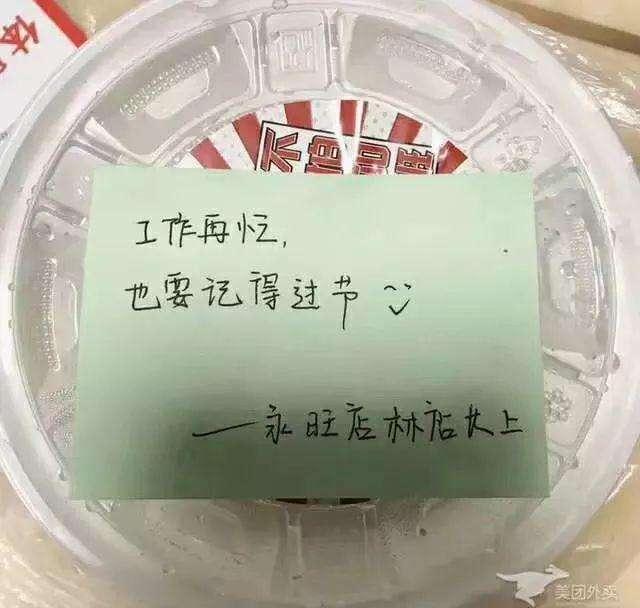 工作再忙,
也要记得过节
——永旺店林店长上
美团外卖